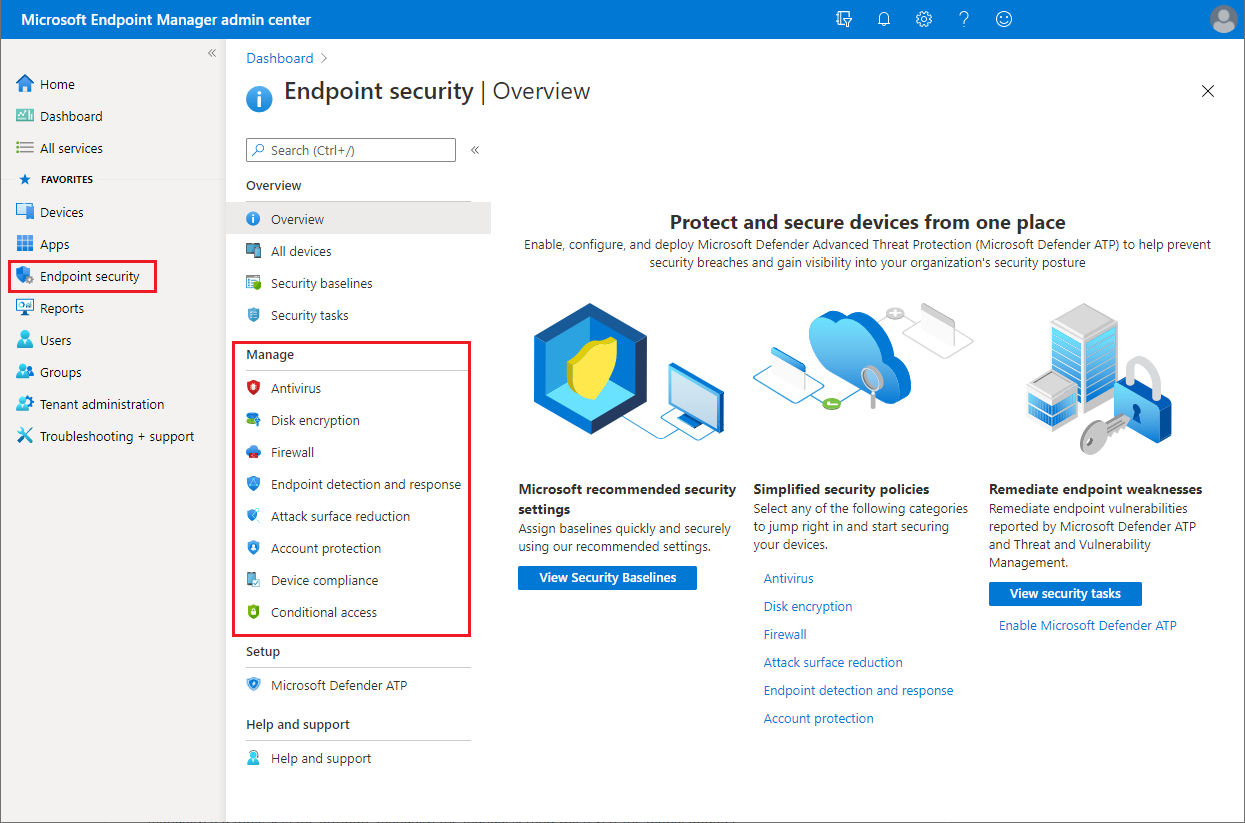 Microsoft Endpoint Manager admin center
Home
Dashboard
All services
FAVORITES
Devices
Apps
Endpoint security
Reports
Users
Groups
Tenant administration
Troubleshooting + support
Dashboard
Endpoint security | Overview
Search (Ctrl+/)
Overview
Overview
All devices
Security baselines
Security tasks
Manage
Antivirus
Disk encryption
Firewall
Endpoint detection and response
Attack surface reduction
Account protection
Device compliance
Conditional access
Setup
Microsoft Defender ATP
Help and support
Help and support
Protect and secure devices from one place
Enable, configure, and deploy Microsoft Defender Advanced Threat Protection (Microsoft Defender ATP) to help prevent
security breaches and gain visibility into your organization's security posture
Microsoft recommended security
settings
Assign baselines quickly and securely
using our recommended settings.
View Security Baselines
Simplified security policies
Select any of the following categories
to jump right in and start securing
your devices.
Antivirus
Disk encryption
Firewall
Attack surface reduction
Endpoint detection and response
Account protection
Remediate endpoint weaknesses
Remediate endpoint vulnerabilities
reported by Microsoft Defender ATP
and Threat and Vulnerability
Management.
View security tasks
Enable Microsoft Defender ATP